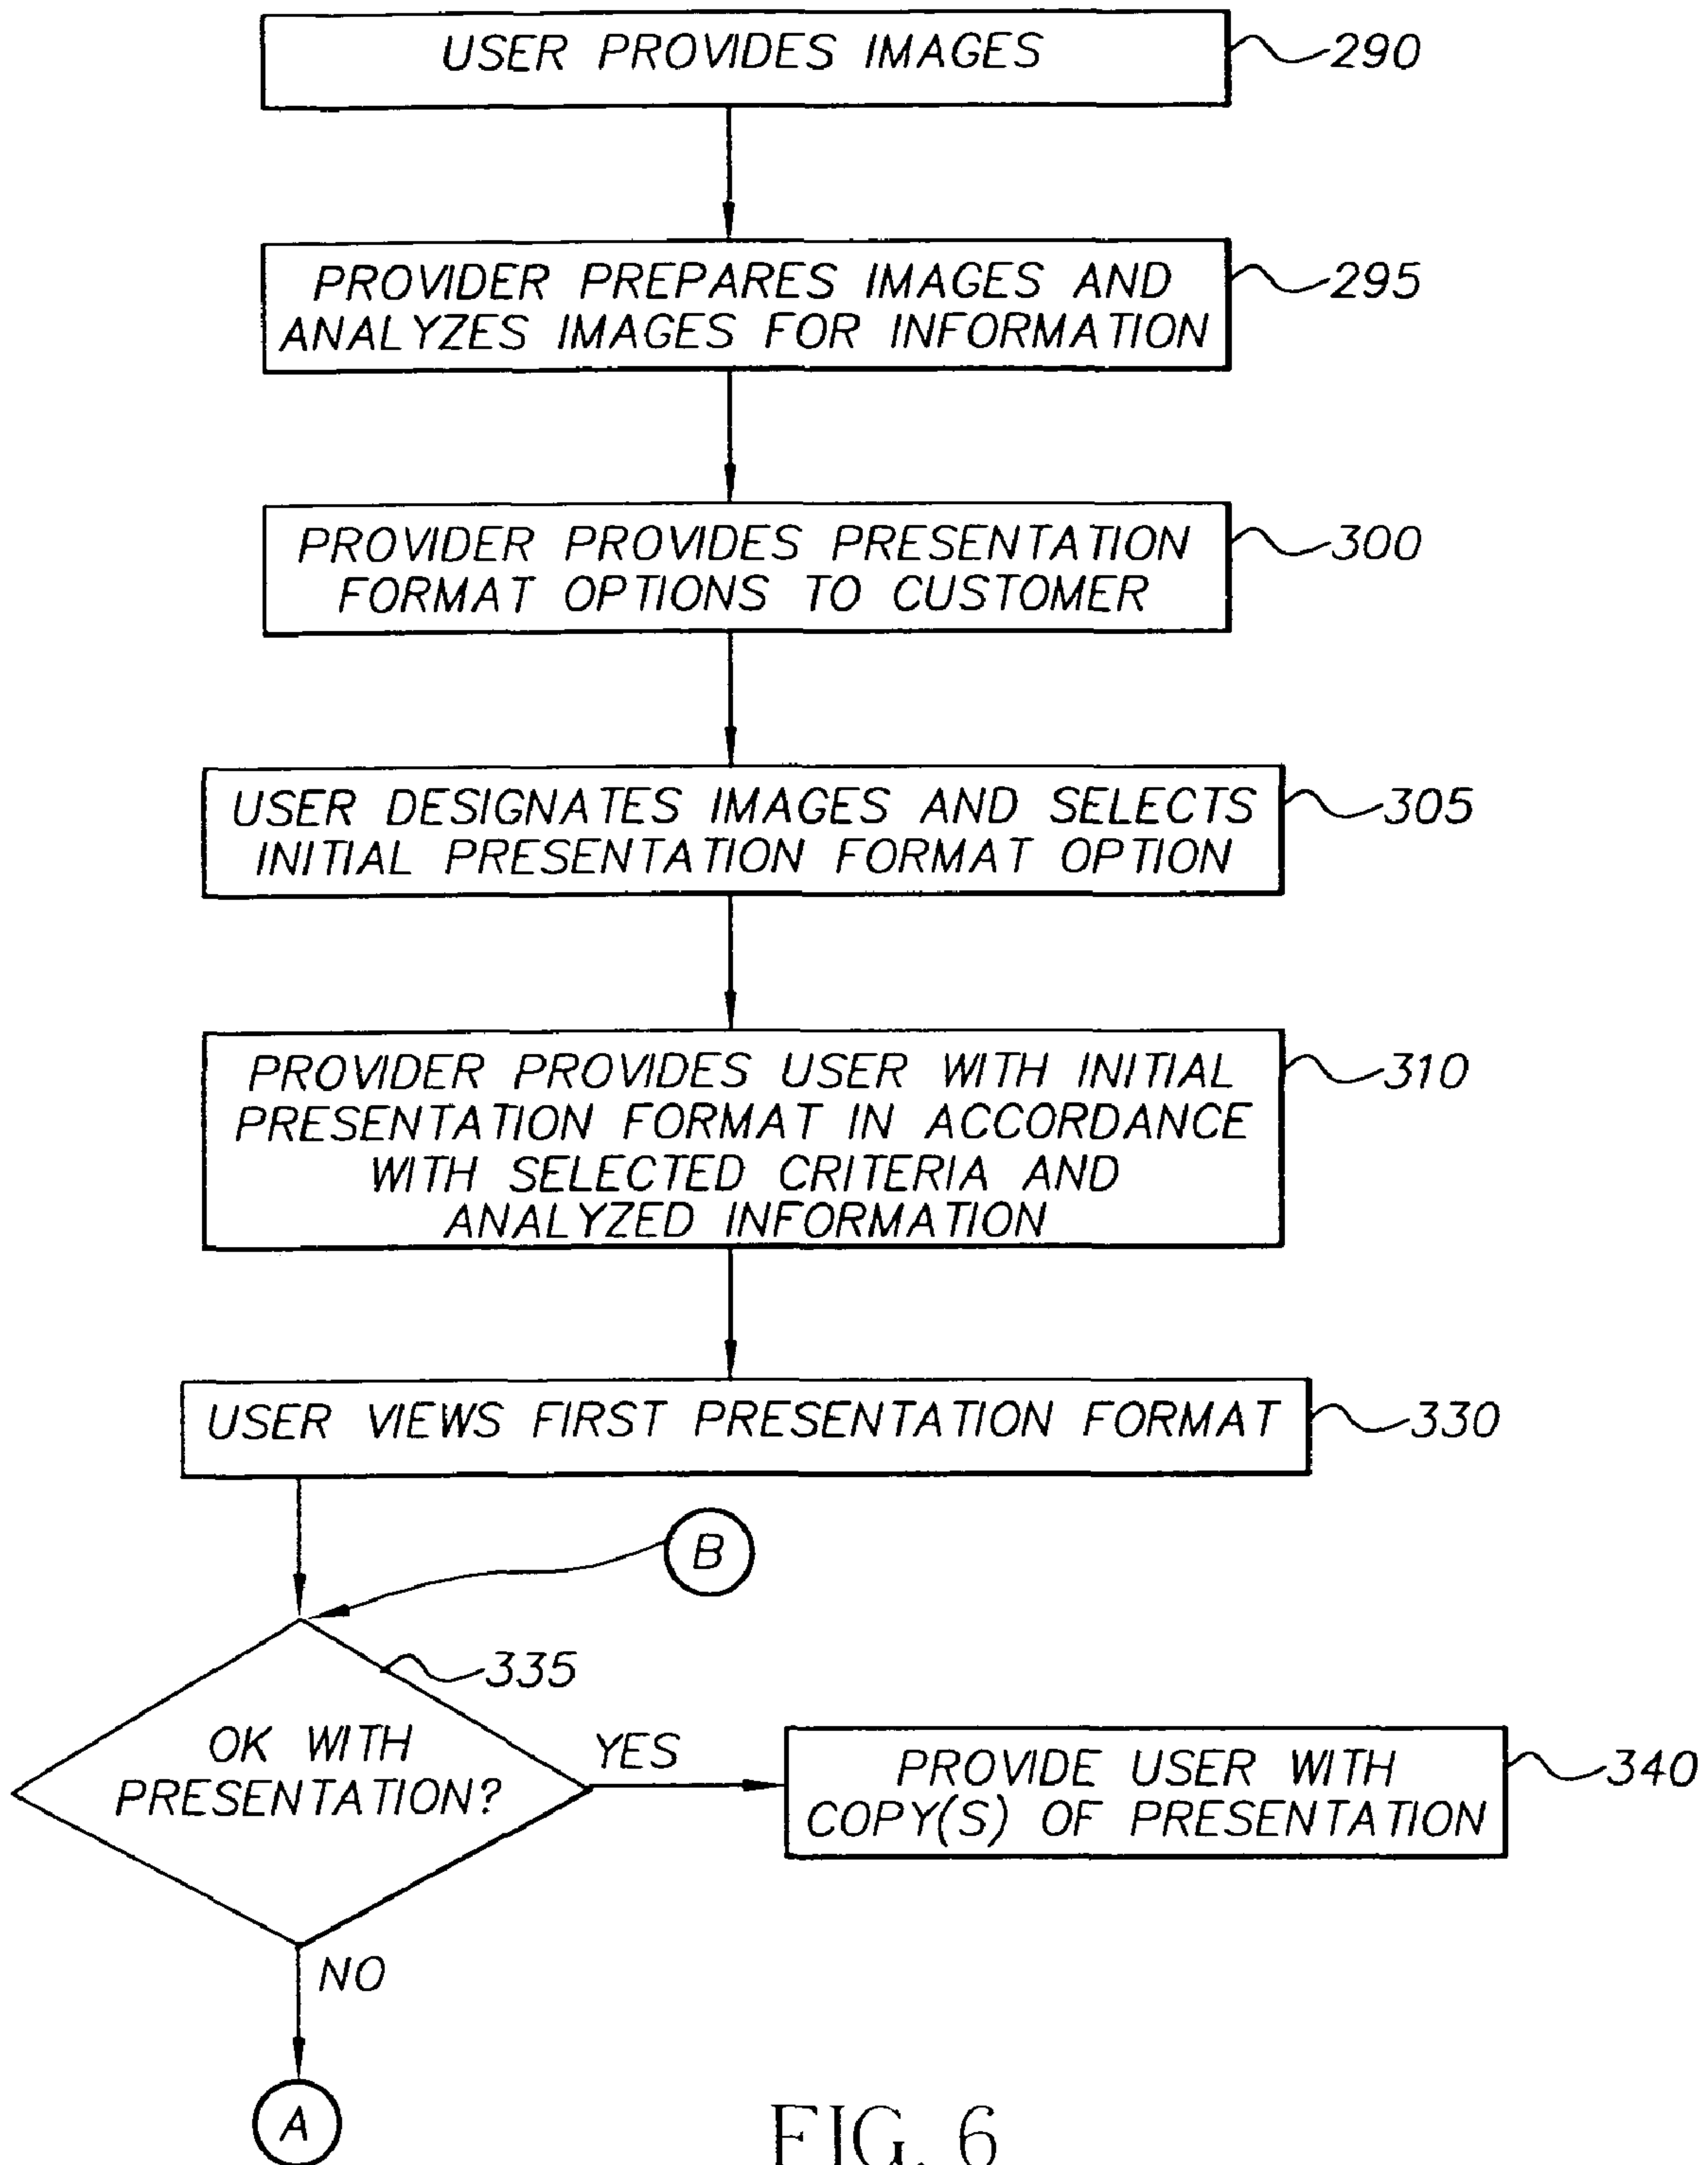 USER PROVIDES IMAGES
290
PROVIDER PREPARES IMAGES AND
ANALYZES IMAGES FOR INFORMATION
295
PROVIDER PROVIDES PRESENTATION
FORMAT OPTIONS TO CUSTOMER
300
USER DESIGNATES IMAGES AND SELECTS
INITIAL PRESENTATION FORMAT OPTION
305
PROVIDER PROVIDES USER WITH INITIAL
PRESENTATION FORMAT IN ACCORDANCE
WITH SELECTED CRITERIA AND
ANALYZED INFORMATION
310
USER VIEWS FIRST PRESENTATION FORMAT
330
B
335
OK WITH
PRESENTATION?
YES
PROVIDE USER WITH
COPY(S) OF PRESENTATION
340
NO
A
FIG. 6